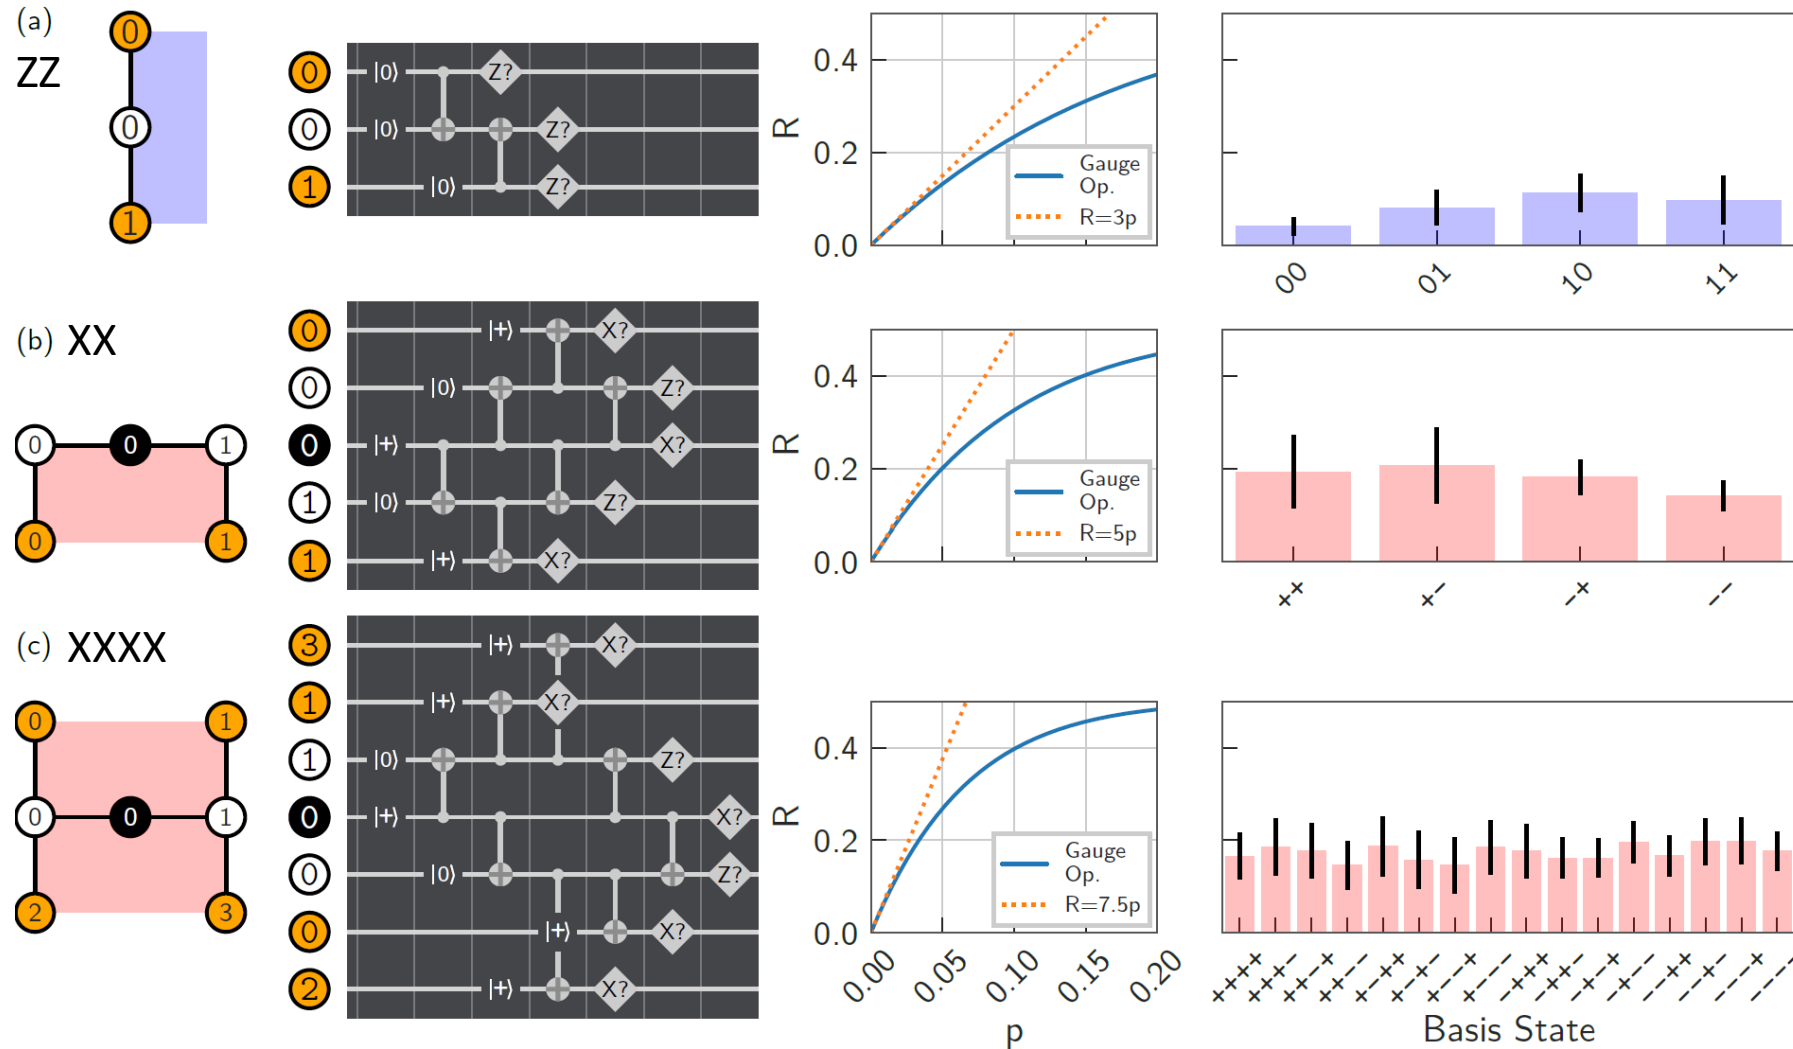 (a)
ZZ
0
0
1
0
0
1
|0⟩
Z?
|0⟩
Z?
|0⟩
Z?
R
0.4
0.2
0.0
Gauge
Op.
R=3p
00
01
10
11
(b) XX
0
0
1
0
1
0
0
0
1
1
|+⟩
X?
|0⟩
Z?
|+⟩
X?
|0⟩
Z?
|+⟩
X?
R
0.4
0.2
0.0
Gauge
Op.
R=5p
++
+−
−+
−−
(c) XXXX
0
1
0
0
1
2
3
3
1
1
0
0
0
2
|+⟩
X?
|+⟩
X?
|0⟩
Z?
|+⟩
X?
|0⟩
Z?
|+⟩
X?
|+⟩
X?
R
0.4
0.2
0.0
Gauge
Op.
R=7.5p
0.00
0.05
0.10
0.15
0.20
p
++++
+++−
++−+
++−−
+−++
+−+−
+−−+
+−−−
−+++
−++−
−+−+
−+−−
−−++
−−+−
−−−+
−−−−
Basis State